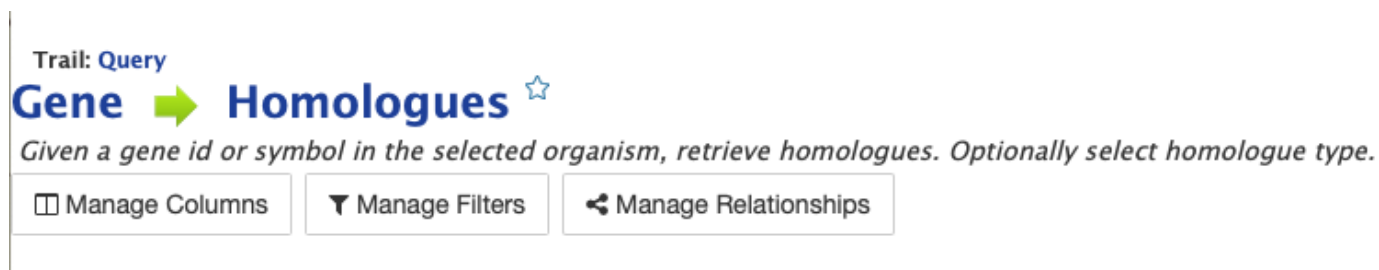 Trail: Query
Gene Homologues
Given a gene id or symbol in the selected organism, retrieve homologues. Optionally select homologue type.
Manage Columns Manage Filters Manage Relationships